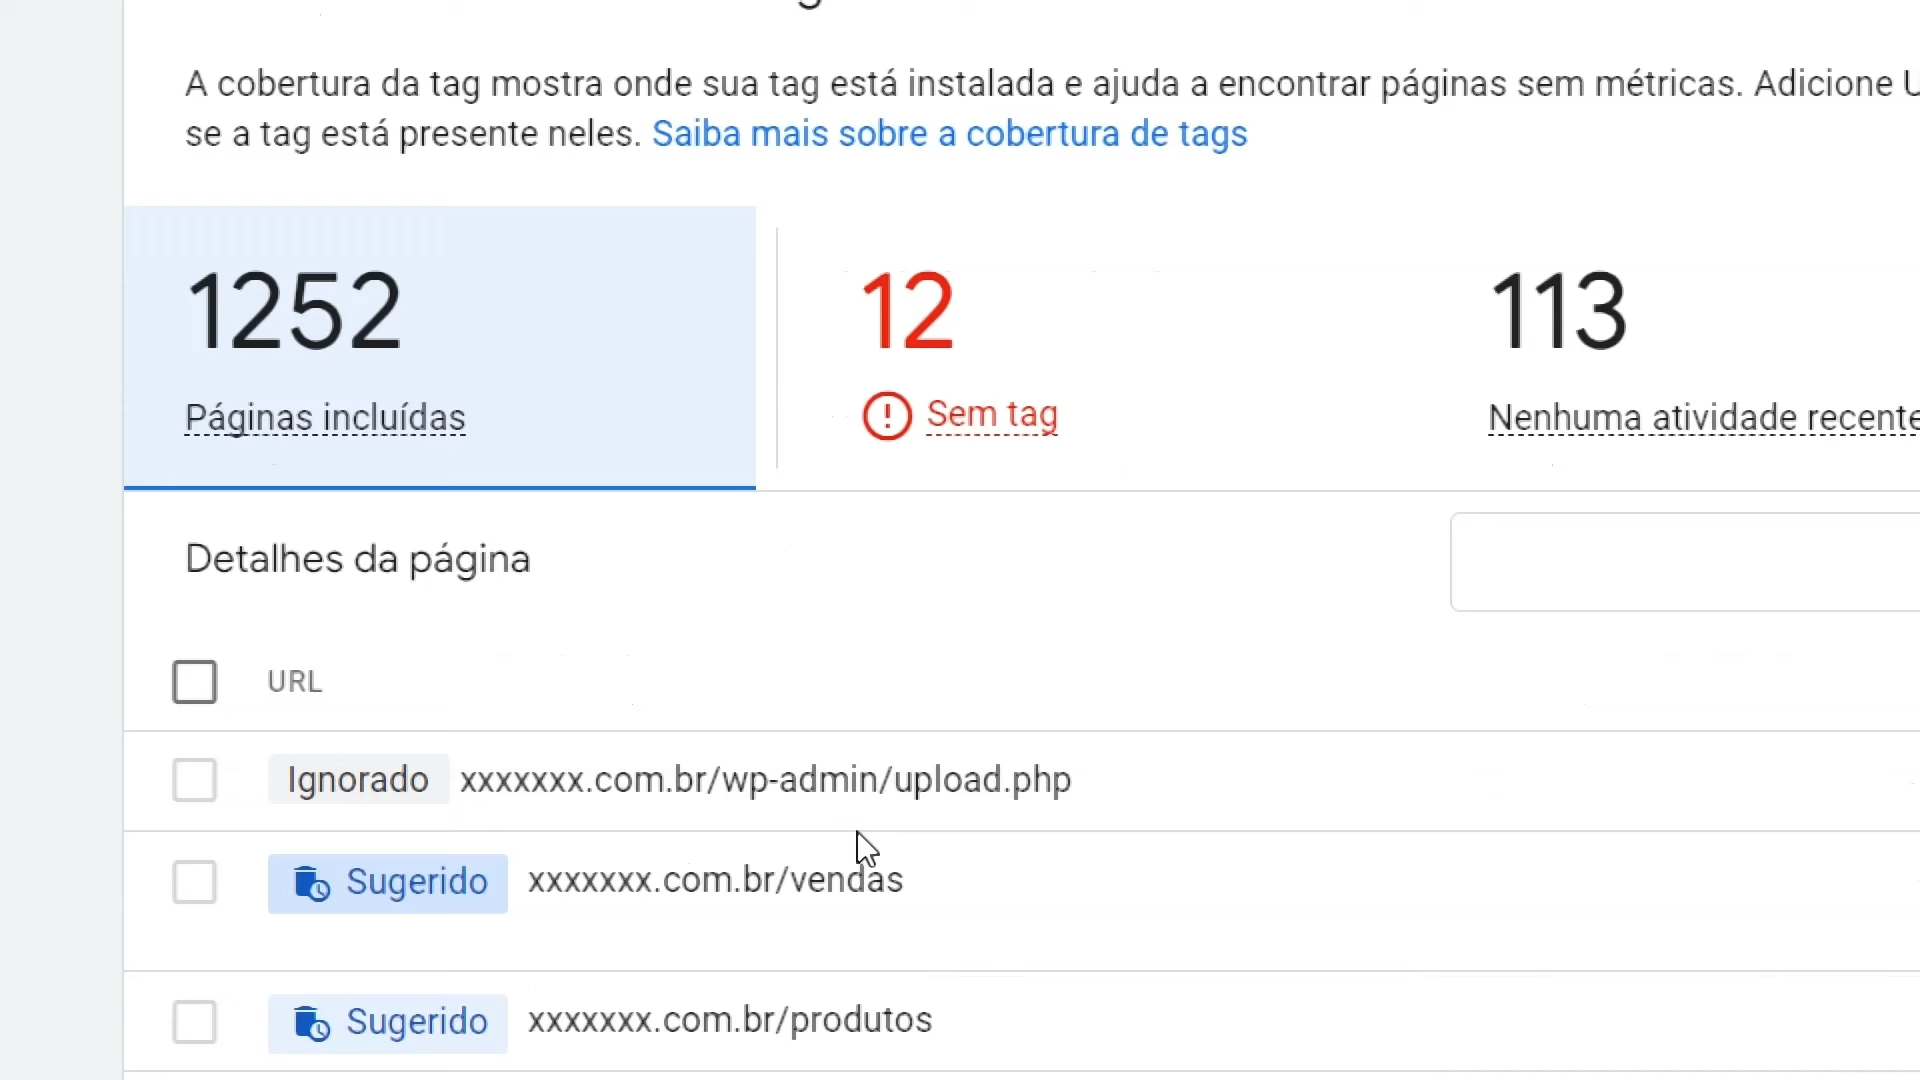 A cobertura da tag mostra onde sua tag está instalada e ajuda a encontrar páginas sem métricas. Adicione
se a tag está presente neles. Saiba mais sobre a cobertura de tags
1252
12
113
Páginas incluídas
Sem tag
Nenhuma atividade recente
Detalhes da página
URL
Ignorado xxxxxxx.com.br/wp-admin/upload.php
Sugerido xxxxxxx.com.br/vendas
Sugerido xxxxxxx.com.br/produtos